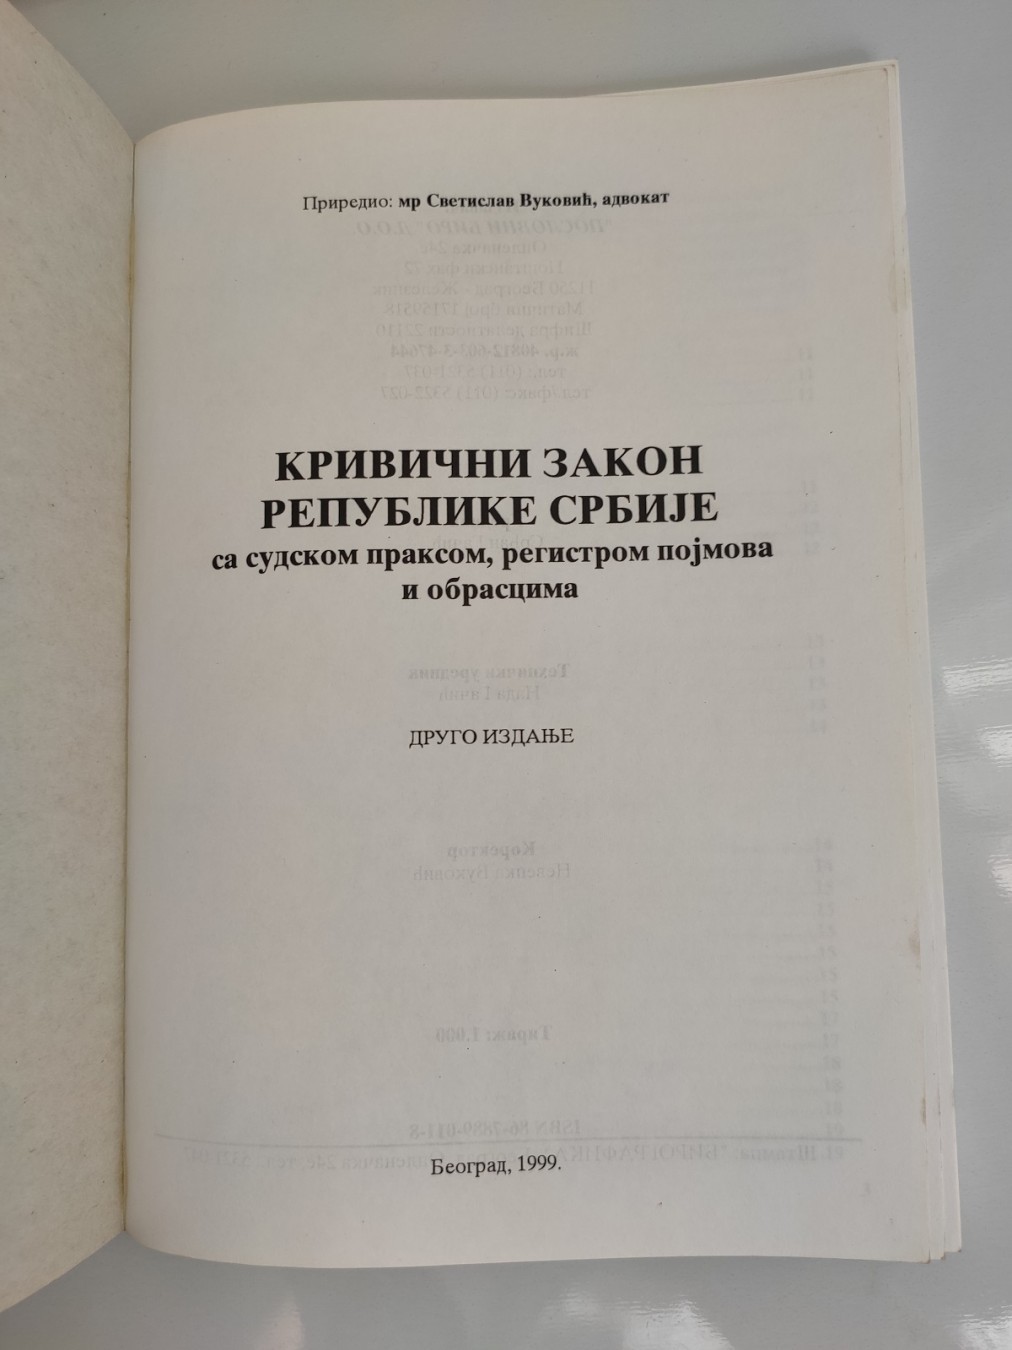 Приредио: мр Светислав Вуковић, адвокат
КРИВИЧНИ ЗАКОН
РЕПУБЛИКЕ СРБИЈЕ
са судском праксом, регистром појмова
и обрасцима
ДРУГО ИЗДАЊЕ
Београд, 1999.